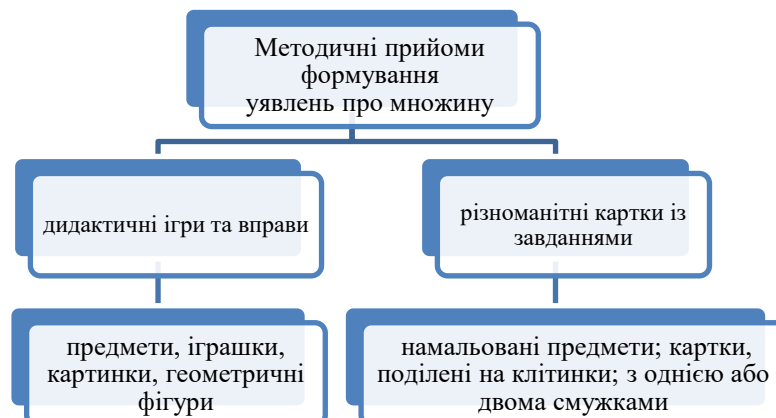 Методичні прийоми
формування
уявлень про множину
дидактичні ігри та вправи
різноманітні картки із
завданнями
предмети, іграшки,
картинки, геометричні
фігури
намальовані предмети; картки,
поділені на клітинки; з однією або
двома смужками